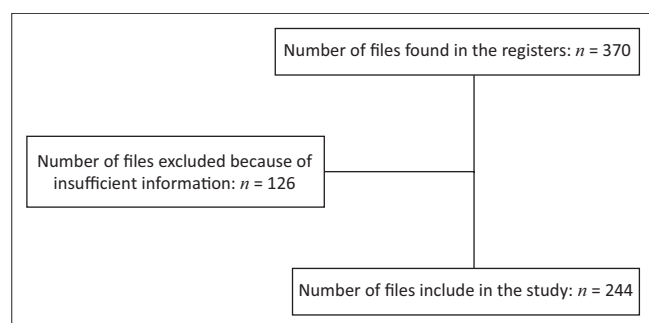 Number of files found in the registers: n = 370
Number of files excluded because of
insufficient information: n = 126
Number of files include in the study: n = 244